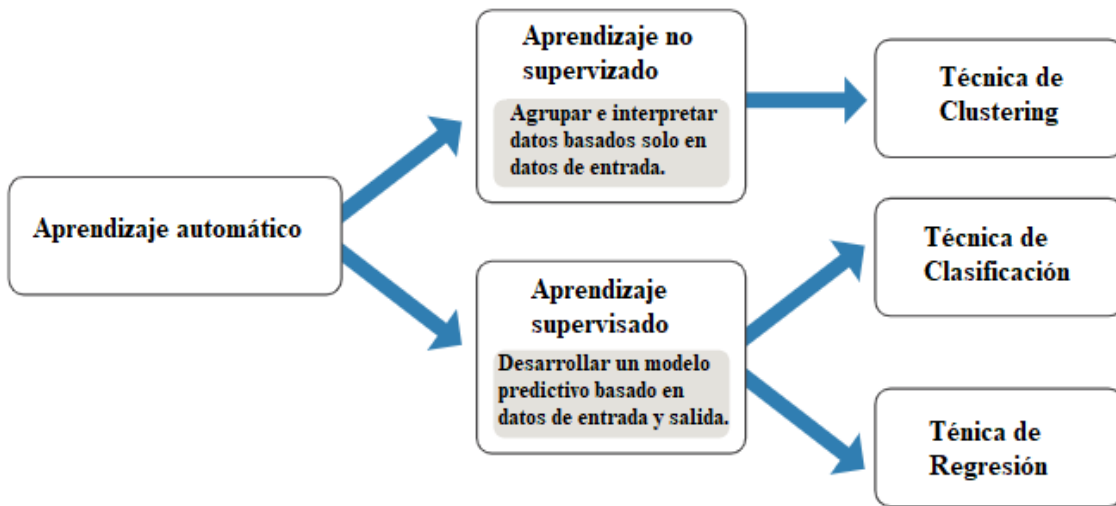 Aprendizaje automático
Aprendizaje no
supervizado
Agrupar e interpretar
datos basados solo en
datos de entrada.
Técnica de
Clustering
Aprendizaje
supervisado
Desarrollar un modelo
predictivo basado en
datos de entrada y salida.
Técnica de
Clasificación
Ténica de
Regresión